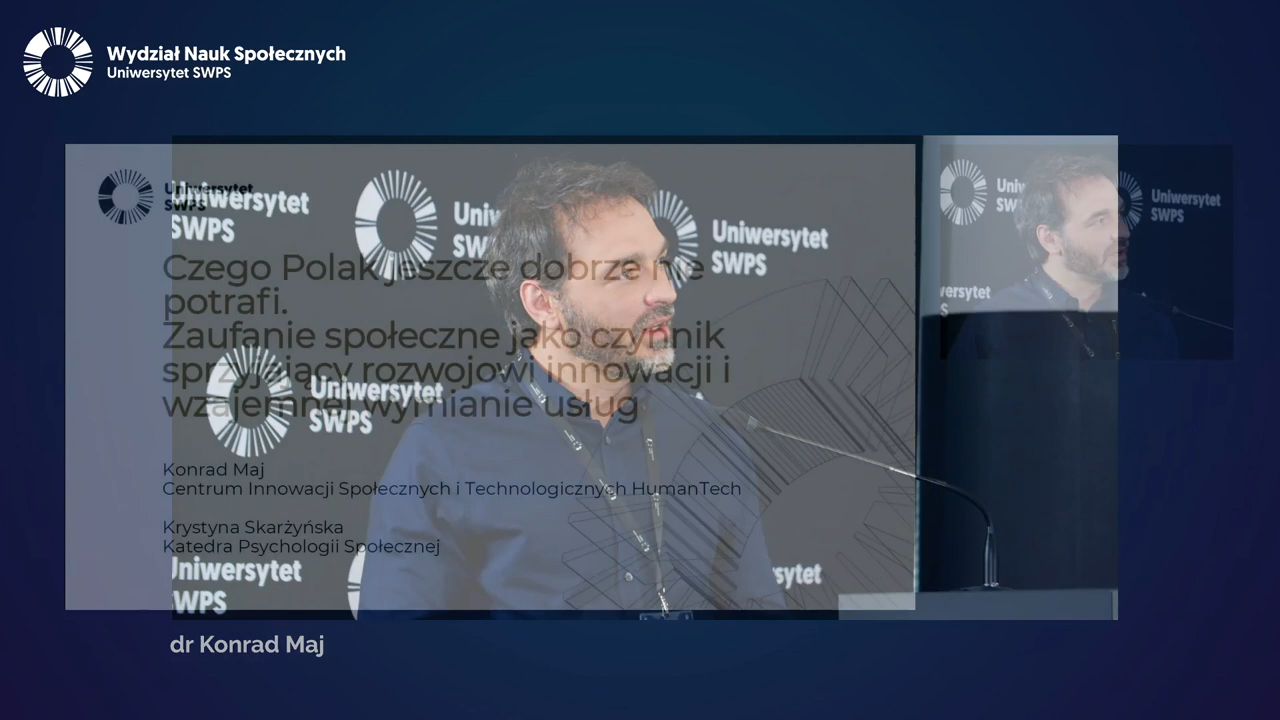 Wydział Nauk Społecznych
Uniwersytet SWPS
Uniwersytet
SWPS
Uniwersytet
SWPS
Uniwersytet
SWPS
Czego Polak jeszcze dobrze nie
potrafi.
Zaufanie społeczne jako czynnik
sprzyjający rozwojowi innowacji i
wzajemnej wymianie usług
Uniwersytet
SWPS
Konrad Maj
Centrum Innowacji Społecznych i Technologicznych HumanTech
Krystyna Skarżyńska
Katedra Psychologii Społecznej
Uniwersytet
SWPS
dr Konrad Maj
Uniwersytet
SWPS